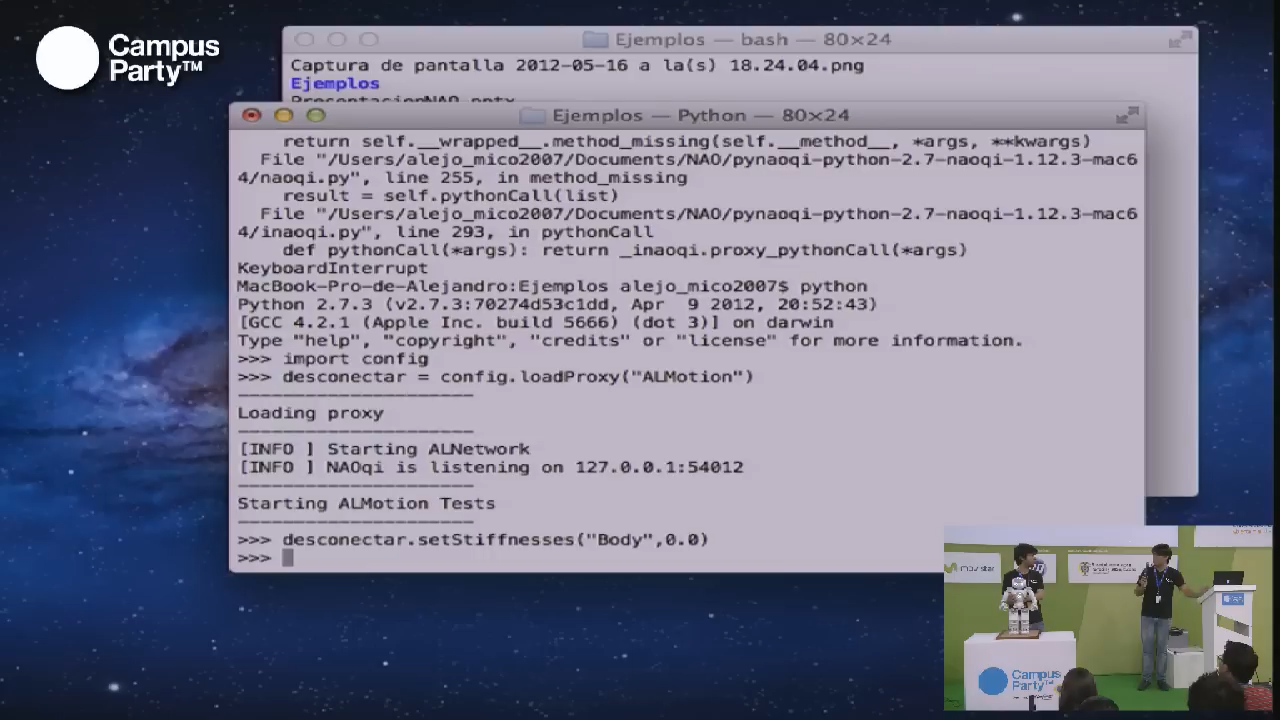 Campus
Party™
Ejemplos — bash — 80×24
Captura de pantalla 2012-05-16 a la(s) 18.24.04.png
Ejemplos
PresentacionNAO.pptx
Ejemplos — Python — 80×24
return self.__wrapped__.method_missing(self.__method__, *args, **kwargs)
File "/Users/alejo_mico2007/Documents/NAO/pynaoqi-python-2.7-naoqi-1.12.3-mac6
4/naoqi.py", line 255, in method_missing
result = self.pythonCall(list)
File "/Users/alejo_mico2007/Documents/NAO/pynaoqi-python-2.7-naoqi-1.12.3-mac6
4/inaoqi.py", line 293, in pythonCall
def pythonCall(*args): return _inaoqi.proxy_pythonCall(*args)
KeyboardInterrupt
MacBook-Pro-de-Alejandro:Ejemplos alejo_mico2007$ python
Python 2.7.3 (v2.7.3:70274d53c1dd, Apr  9 2012, 20:52:43)
[GCC 4.2.1 (Apple Inc. build 5666) (dot 3)] on darwin
Type "help", "copyright", "credits" or "license" for more information.
>>> import config
>>> desconectar = config.loadProxy("ALMotion")
---------------------
Loading proxy
---------------------
[INFO ] Starting ALNetwork
[INFO ] NAOqi is listening on 127.0.0.1:54012
---------------------
Starting ALMotion Tests
---------------------
>>> desconectar.setStiffnesses("Body",0.0)
>>>
movistar
Campus
Party™